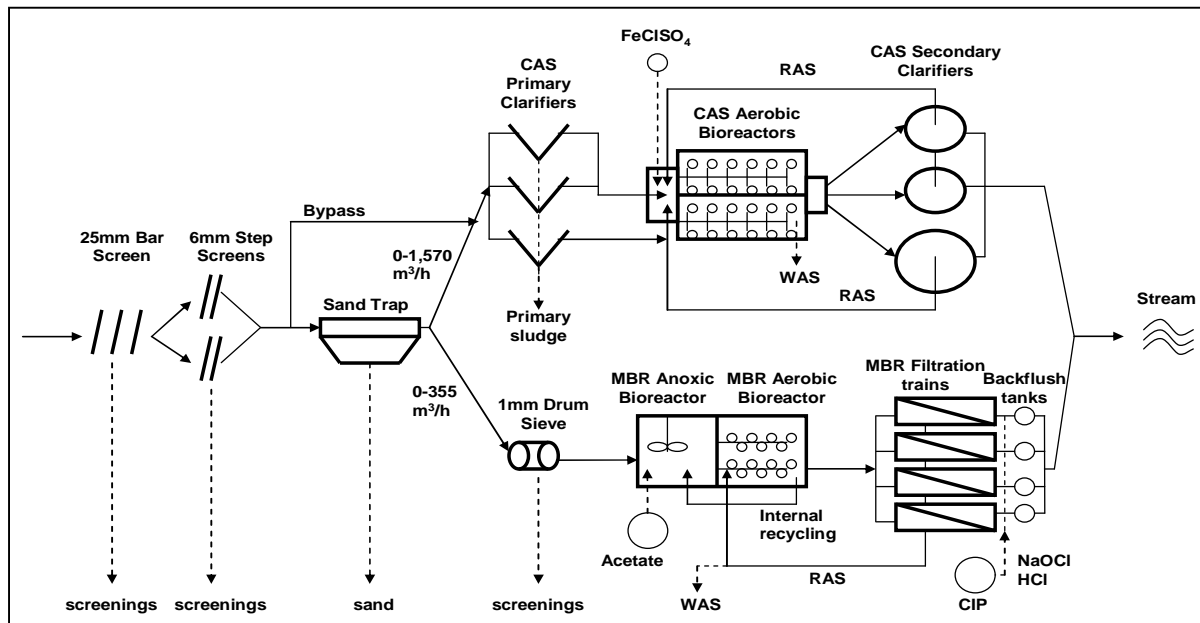 FeClSO4
CAS
Primary
Clarifiers
RAS
CAS Secondary
Clarifiers
CAS Aerobic
Bioreactors
Bypass
25mm Bar
Screen
6mm Step
Screens
0-1,570
m³/h
Sand Trap
WAS
RAS
Primary
sludge
Stream
0-355
m³/h
1mm Drum
Sieve
MBR Anoxic
Bioreactor
MBR Aerobic
Bioreactor
MBR Filtration
trains
Backflush
tanks
Acetate
Internal
recycling
RAS
NaOCl
HCl
CIP
WAS
screenings
screenings
sand
screenings